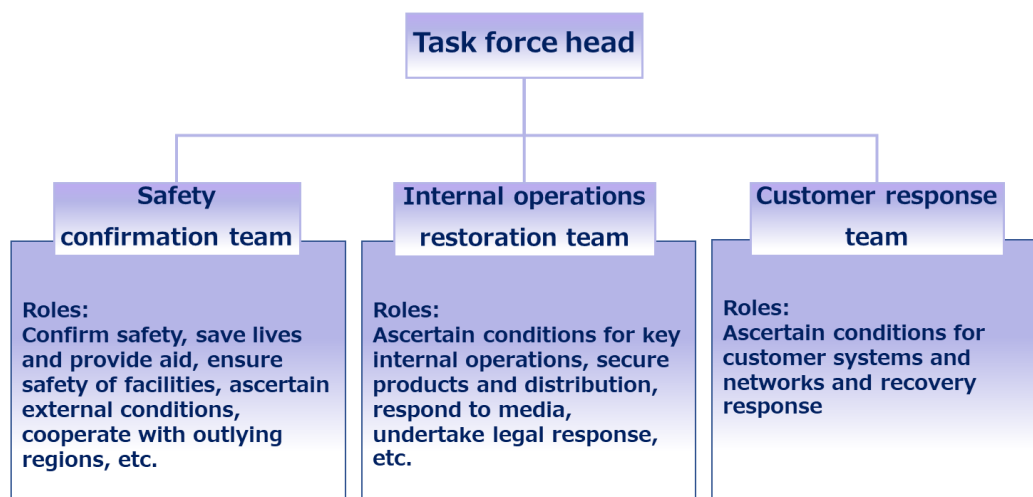 Task force head
Safety
confirmation team
Roles:
Confirm safety, save lives
and provide aid, ensure
safety of facilities, ascertain
external conditions,
cooperate with outlying
regions, etc.
Internal operations
restoration team
Roles:
Ascertain conditions for key
internal operations, secure
products and distribution,
respond to media,
undertake legal response,
etc.
Customer response
team
Roles:
Ascertain conditions for
customer systems and
networks and recovery
response